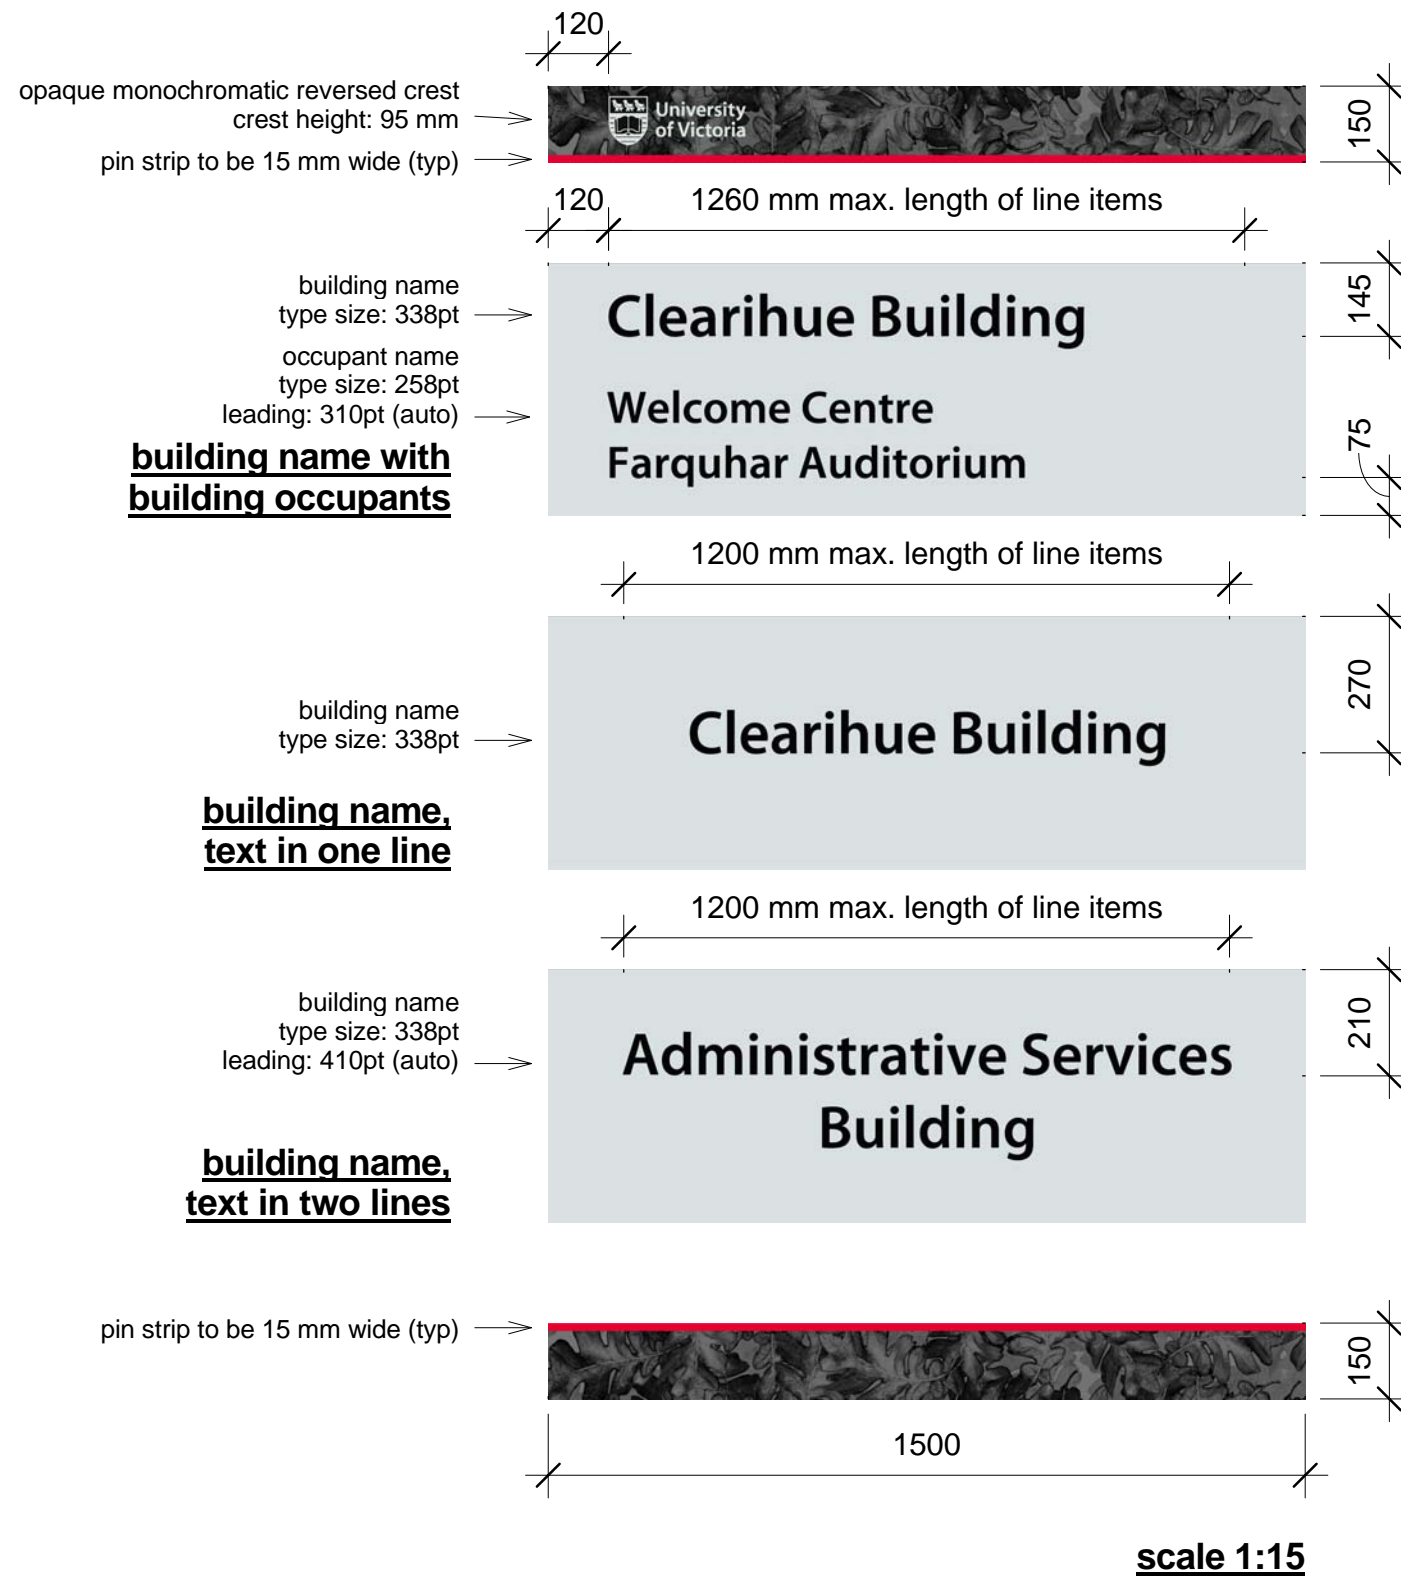 120
opaque monochromatic reversed crest
crest height: 95 mm
University
of Victoria
150
pin strip to be 15 mm wide (typ)
120
1260 mm max. length of line items
building name
type size: 338pt
Clearihue Building
145
occupant name
type size: 258pt
leading: 310pt (auto)
Welcome Centre
Farquhar Auditorium
75
building name with
building occupants
1200 mm max. length of line items
building name
type size: 338pt
Clearihue Building
270
building name,
text in one line
1200 mm max. length of line items
building name
type size: 338pt
leading: 410pt (auto)
Administrative Services
Building
210
building name,
text in two lines
pin strip to be 15 mm wide (typ)
150
1500
scale 1:15